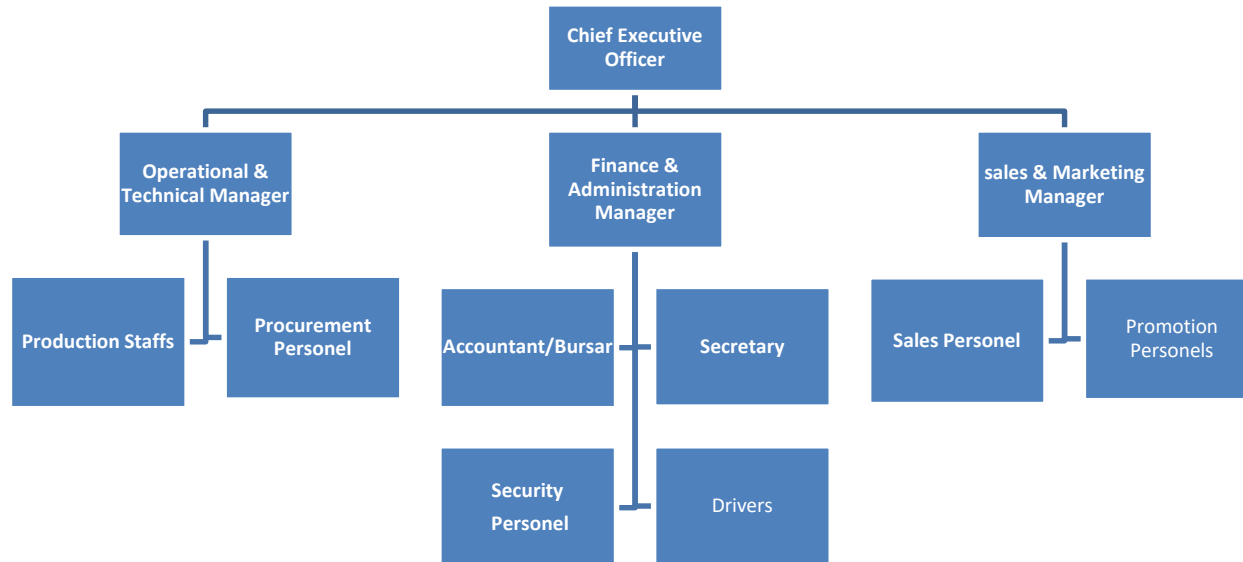 Chief Executive
Officer
Operational &
Technical Manager
Finance &
Administration
Manager
sales & Marketing
Manager
Production Staffs
Procurement
Personel
Accountant/Bursar
Secretary
Sales Personel
Promotion
Personels
Security
Personel
Drivers